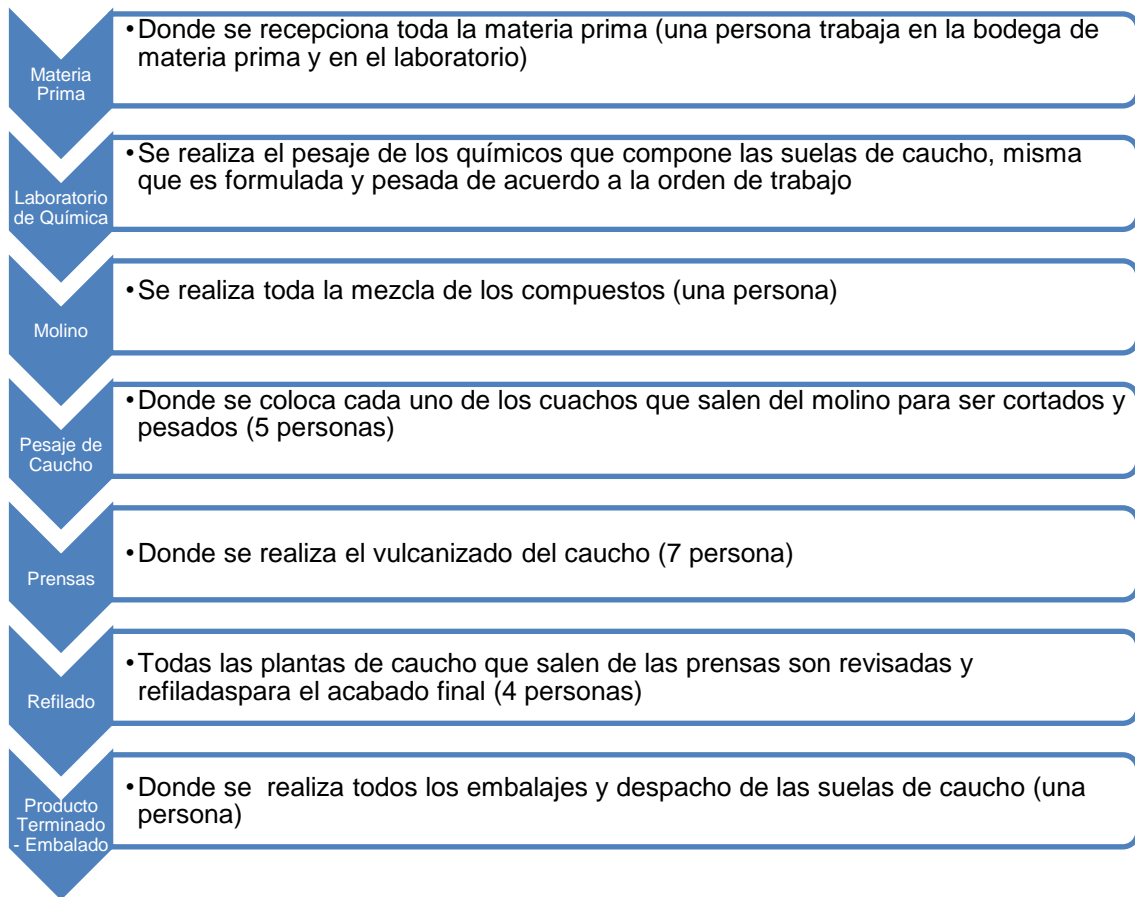 Materia
Prima
•Donde se recepciona toda la materia prima (una persona trabaja en la bodega de
materia prima y en el laboratorio)
Laboratorio
de Química
•Se realiza el pesaje de los químicos que compone las suelas de caucho, misma
que es formulada y pesada de acuerdo a la orden de trabajo
Molino
•Se realiza toda la mezcla de los compuestos (una persona)
Pesaje de
Caucho
•Donde se coloca cada uno de los cuachos que salen del molino para ser cortados y
pesados (5 personas)
Prensas
•Donde se realiza el vulcanizado del caucho (7 persona)
Refilado
•Todas las plantas de caucho que salen de las prensas son revisadas y
refiladaspara el acabado final (4 personas)
Producto
Terminado
- Embalado
•Donde se  realiza todos los embalajes y despacho de las suelas de caucho (una
persona)